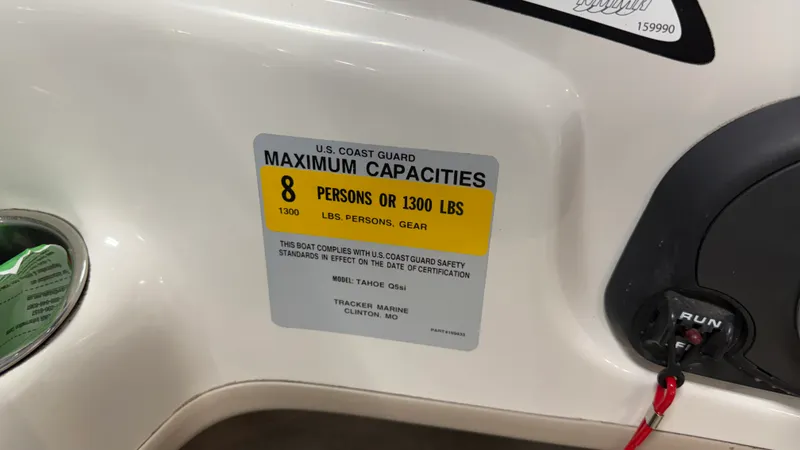 159990
U.S. COAST GUARD
MAXIMUM CAPACITIES
8 PERSONS OR 1300 LBS
1300 LBS. PERSONS, GEAR
THIS BOAT COMPLIES WITH U.S. COAST GUARD SAFETY
STANDARDS IN EFFECT ON THE DATE OF CERTIFICATION
MODEL: TAHOE Q5si
TRACKER MARINE
CLINTON, MO
RUN